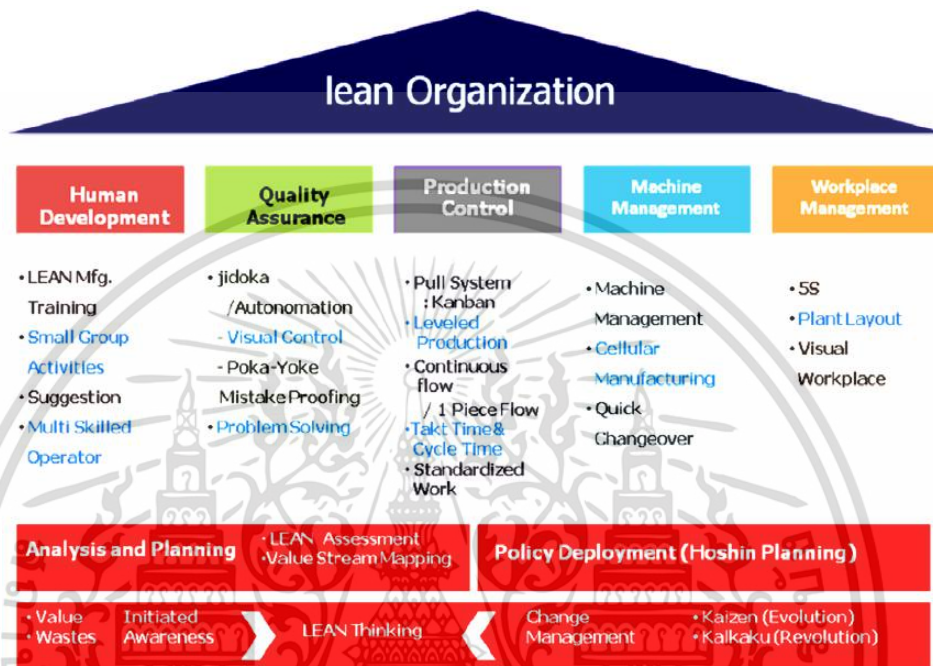 lean Organization
Human
Development
• LEAN Mfg.
Training
• Small Group
Activities
• Suggestion
• Multi Skilled
Operator
Quality
Assurance
• jidoka
/Autonomation
- Visual Control
- Poka-Yoke
Mistake Proofing
• Problem Solving
Production
Control
• Pull System
: Kanban
• Leveled
Production
• Continuous
flow
/ 1 Piece Flow
• Takt Time &
Cycle Time
• Standardized
Work
Machine
Management
• Machine
Management
• Cellular
Manufacturing
• Quick
Changeover
Workplace
Management
• 5S
• Plant Layout
• Visual
Workplace
Analysis and Planning
• LEAN Assessment
• Value Stream Mapping
Policy Deployment (Hoshin Planning)
• Value
• Wastes
Initiated
Awareness
LEAN Thinking
Change
Management
• Kaizen (Evolution)
• Kalkaku (Revolution)